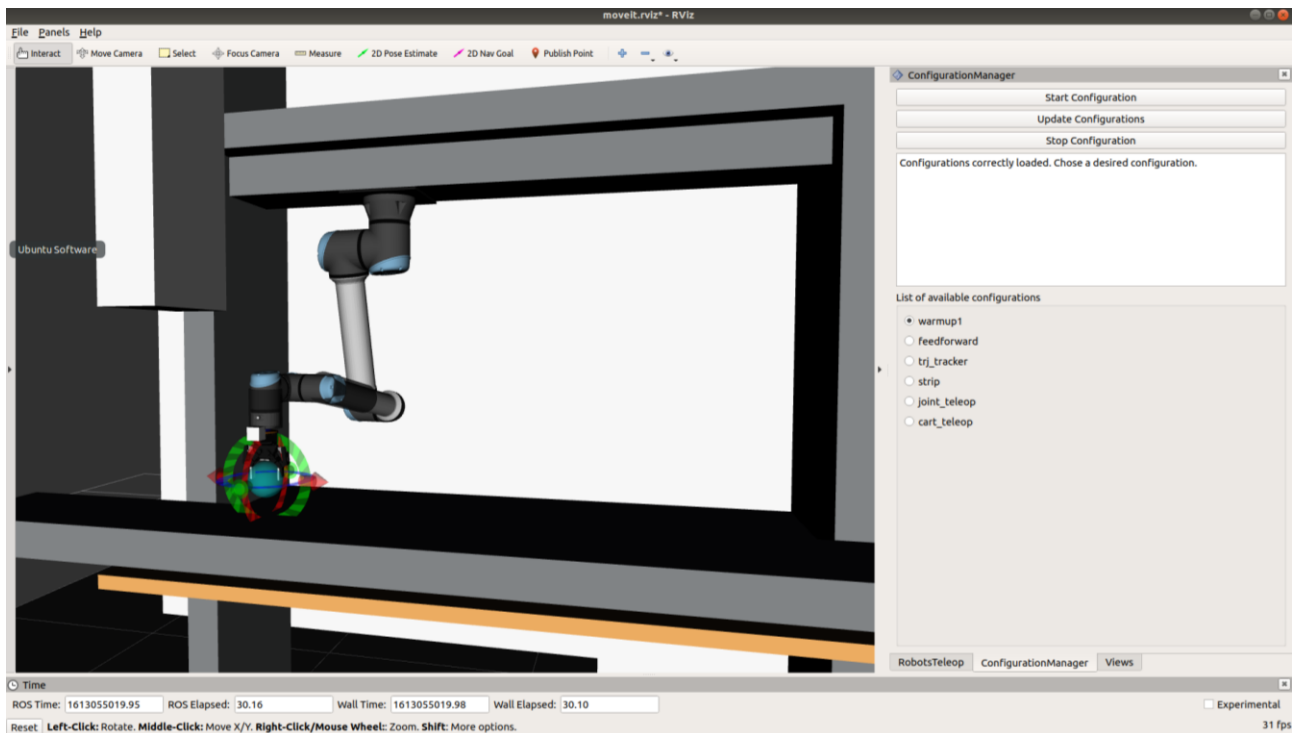 moveit.rviz* - RViz
File Panels Help
Interact Move Camera Select Focus Camera Measure 2D Pose Estimate 2D Nav Goal Publish Point
ConfigurationManager
Start Configuration
Update Configurations
Stop Configuration
Configurations correctly loaded. Chose a desired configuration.
Ubuntu Software
List of available configurations
warmup1
feedforward
trj_tracker
strip
joint_teleop
cart_teleop
RobotsTeleop ConfigurationManager Views
Time
ROS Time: 1613055019.95 ROS Elapsed: 30.16 Wall Time: 1613055019.98 Wall Elapsed: 30.10 Experimental
Reset Left-Click: Rotate. Middle-Click: Move X/Y. Right-Click/Mouse Wheel:: Zoom. Shift: More options. 31 fps